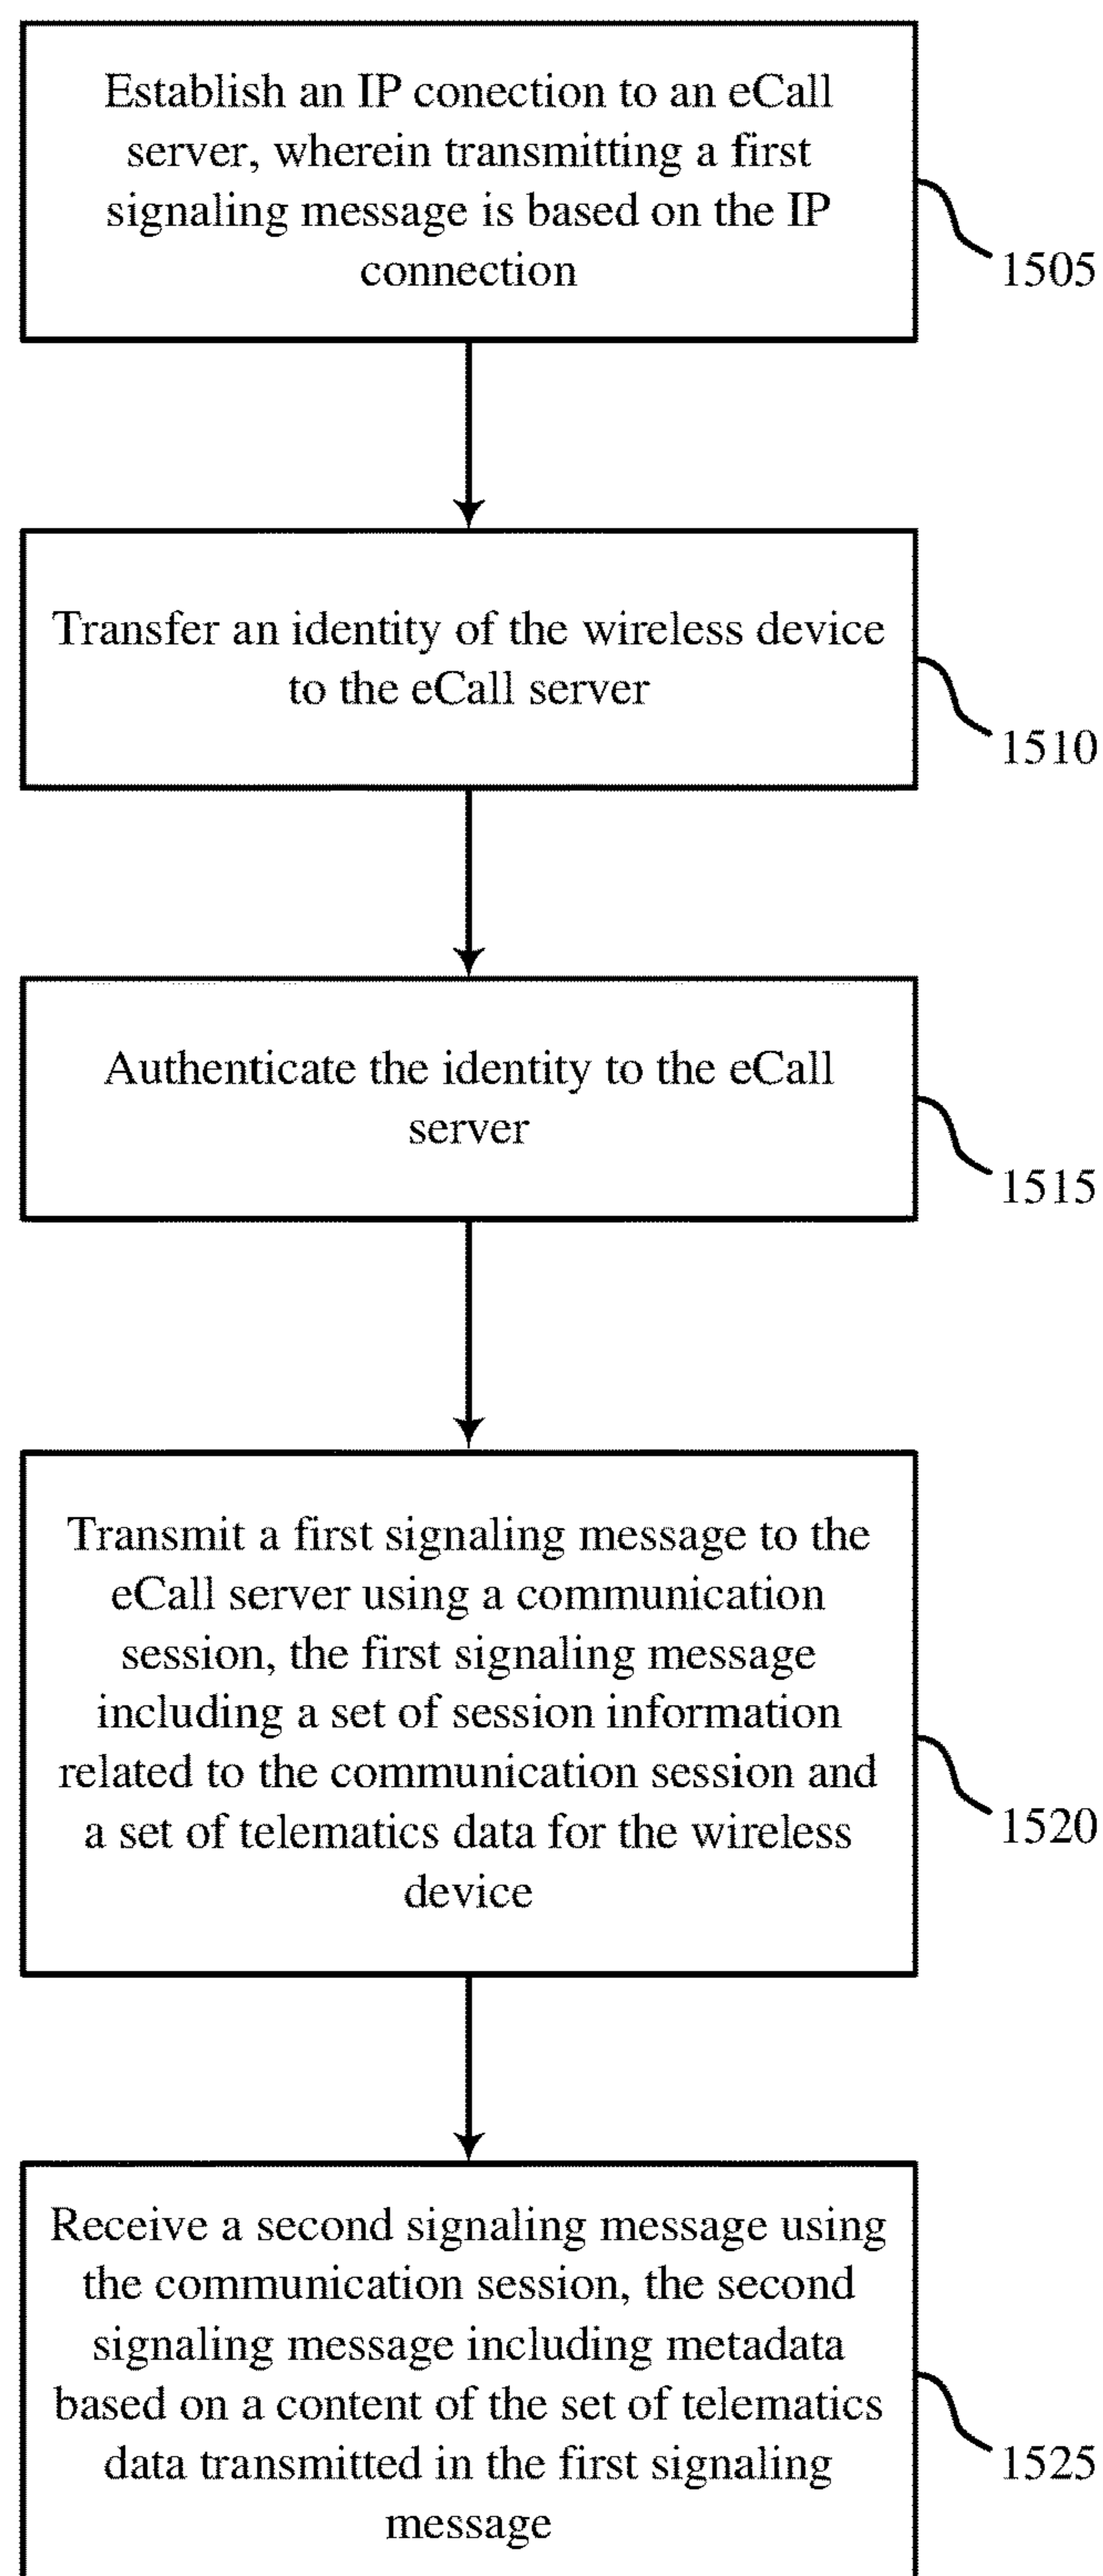 Establish an IP conection to an eCall
server, wherein transmitting a first
signaling message is based on the IP
connection
1505
Transfer an identity of the wireless device
to the eCall server
1510
Authenticate the identity to the eCall
server
1515
Transmit a first signaling message to the
eCall server using a communication
session, the first signaling message
including a set of session information
related to the communication session and
a set of telematics data for the wireless
device
1520
Receive a second signaling message using
the communication session, the second
signaling message including metadata
based on a content of the set of telematics
data transmitted in the first signaling
message
1525